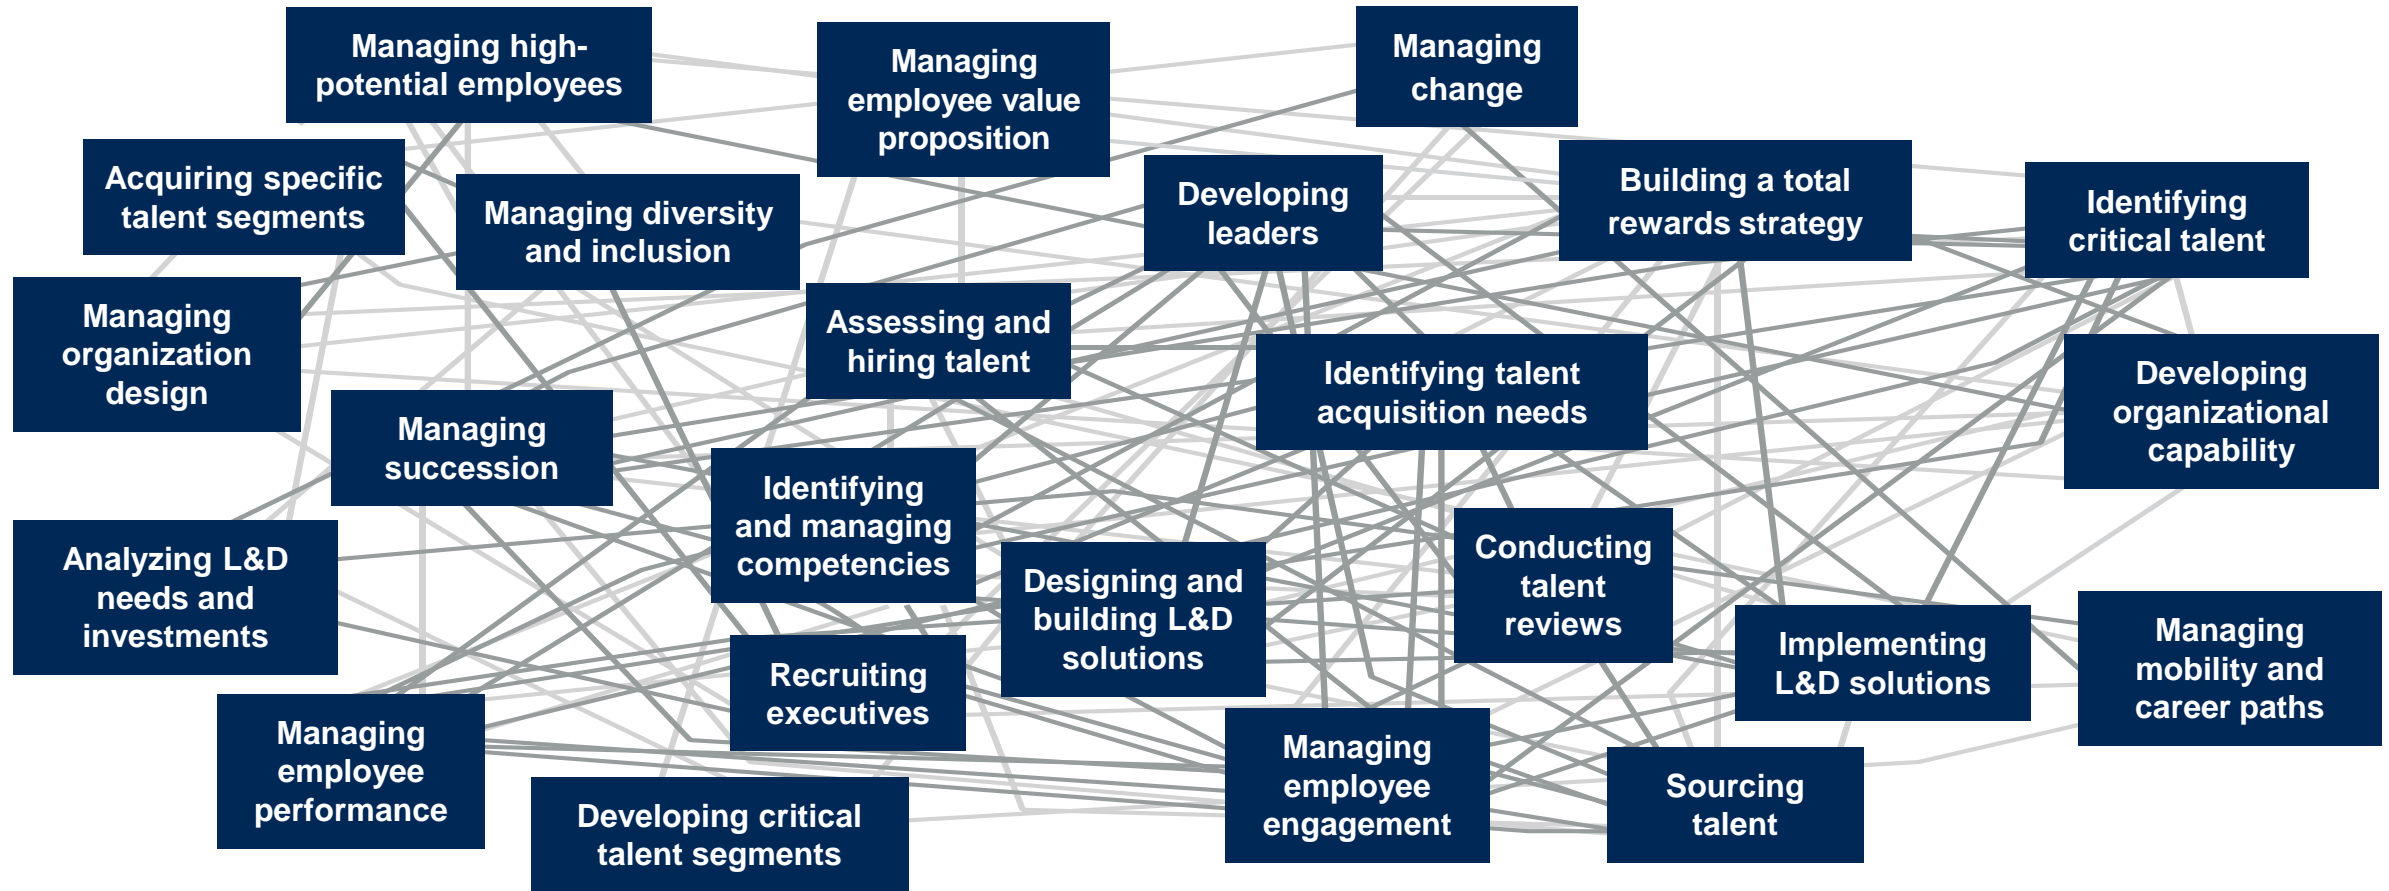 Managing high-
potential employees
Managing
employee value
proposition
Managing
change
Acquiring specific
talent segments
Managing diversity
and inclusion
Developing
leaders
Building a total
rewards strategy
Identifying
critical talent
Managing
organization
design
Assessing and
hiring talent
Identifying talent
acquisition needs
Developing
organizational
capability
Managing
succession
Identifying
and managing
competencies
Analyzing L&D
needs and
investments
Designing and
building L&D
solutions
Conducting
talent
reviews
Implementing
L&D solutions
Managing
mobility and
career paths
Recruiting
executives
Managing
employee
performance
Developing critical
talent segments
Managing
employee
engagement
Sourcing
talent